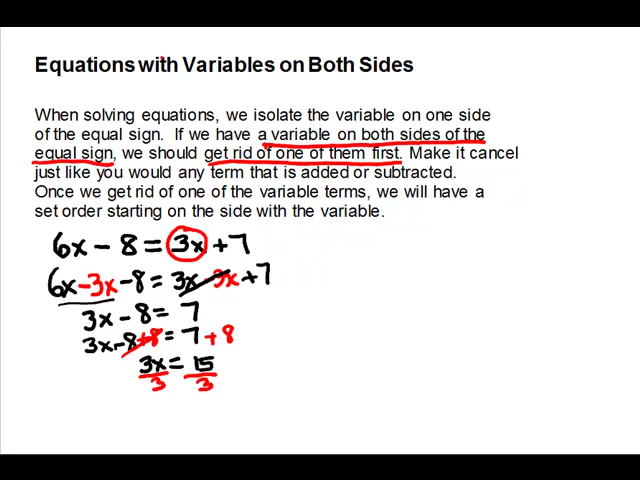 Equations with Variables on Both Sides
When solving equations, we isolate the variable on one side
of the equal sign. If we have a variable on both sides of the
equal sign, we should get rid of one of them first. Make it cancel
just like you would any term that is added or subtracted.
Once we get rid of one of the variable terms, we will have a
set order starting on the side with the variable.
6x - 8 = 3x + 7
6x - 3x - 8 = 3x - 3x + 7
3x - 8 = 7
3x - 8 + 8 = 7 + 8
3x = 15
3 3